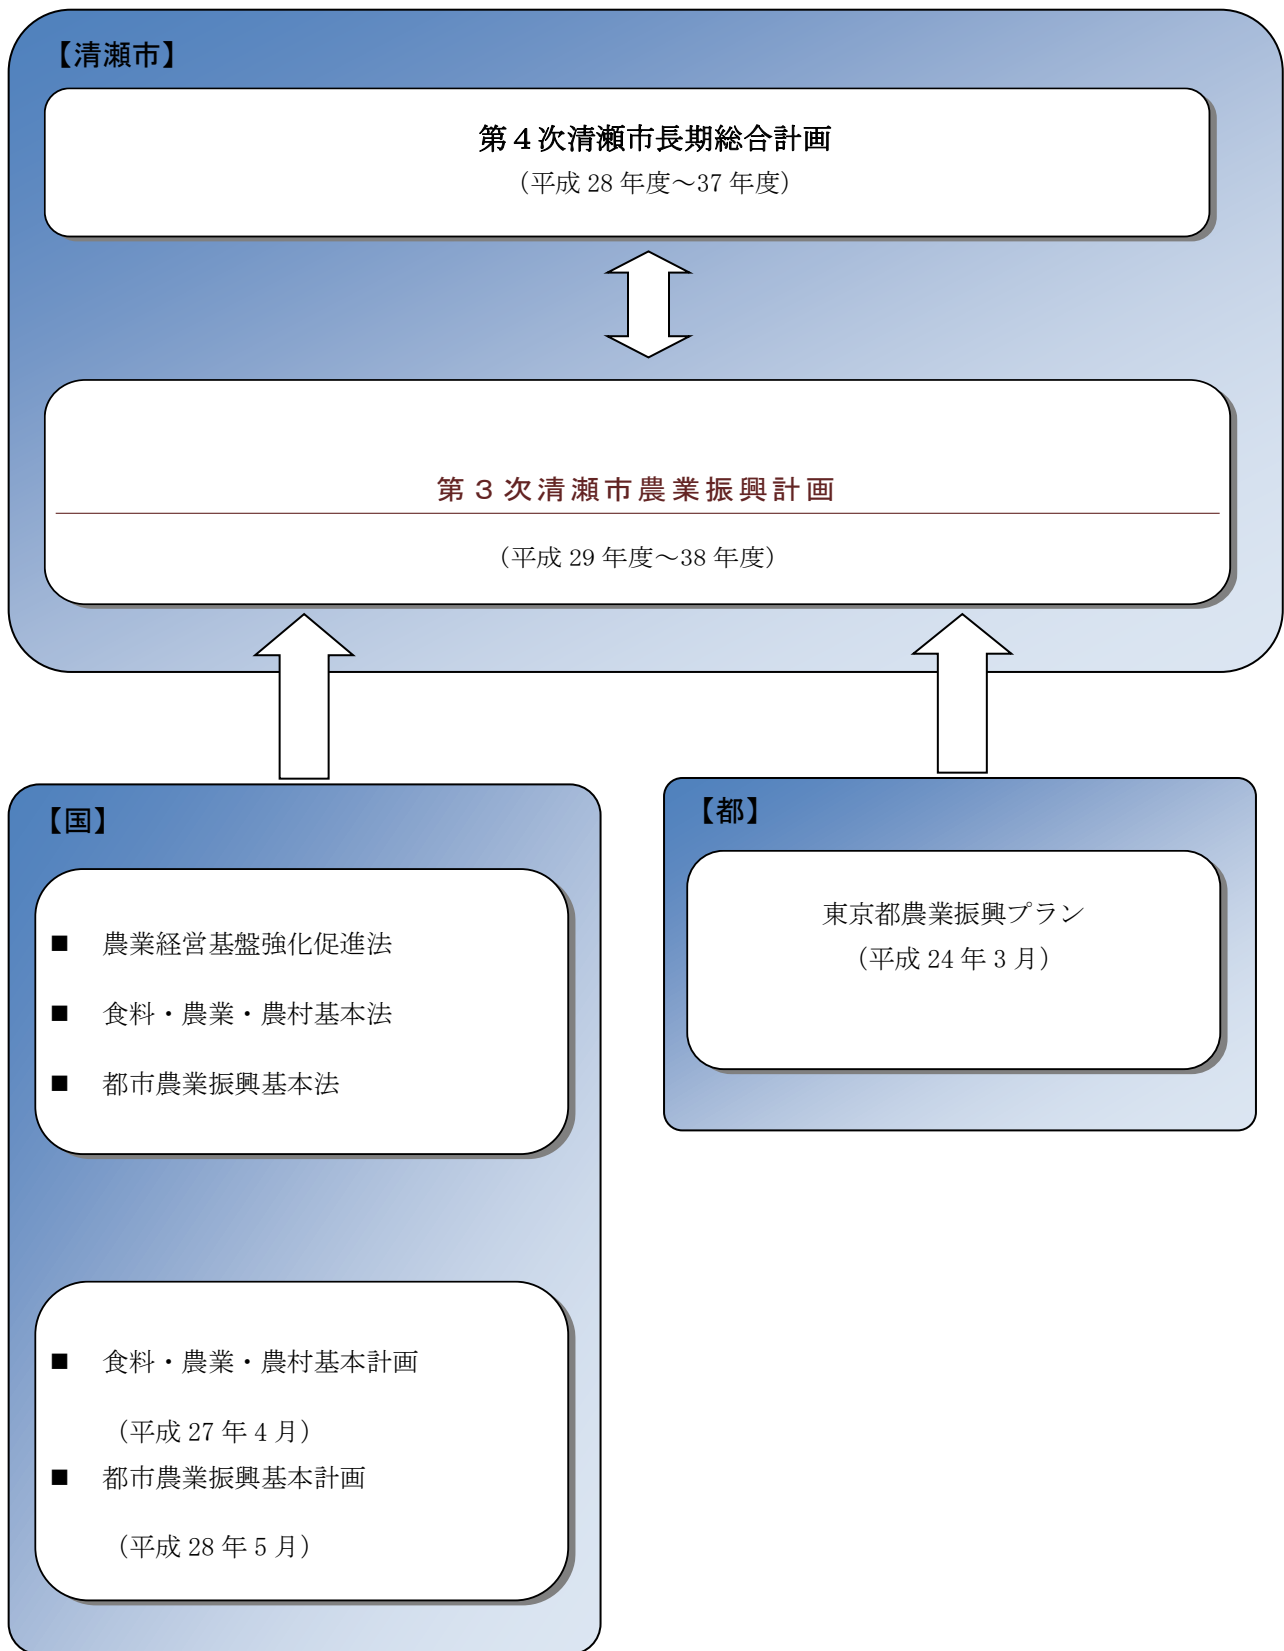 【清瀬市】
第４次清瀬市長期総合計画
（平成 28 年度～37 年度）
第３次清瀬市農業振興計画
（平成 29 年度～38 年度）
【国】
■ 農業経営基盤強化促進法
■ 食料・農業・農村基本法
■ 都市農業振興基本法
■ 食料・農業・農村基本計画
（平成 27 年 4 月）
■ 都市農業振興基本計画
（平成 28 年 5 月）
【都】
東京都農業振興プラン
（平成 24 年 3 月）